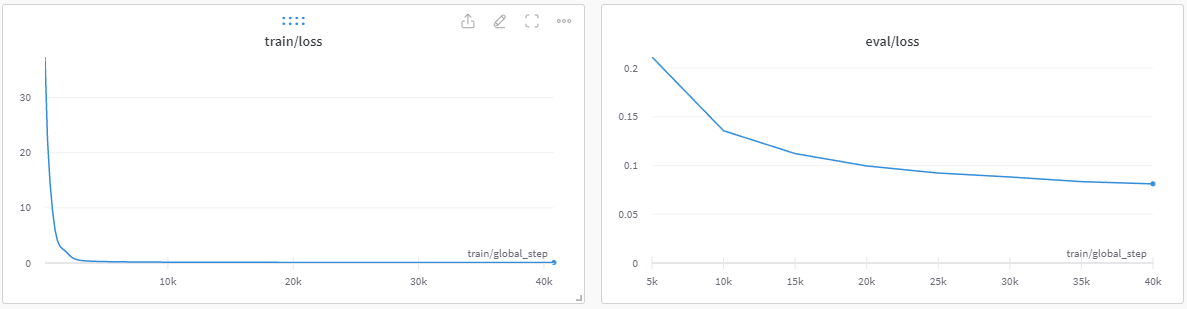 train/loss
30
20
10
0
train/global_step
10k
20k
30k
40k
eval/loss
0.2
0.15
0.1
0.05
0
train/global_step
5k
10k
15k
20k
25k
30k
35k
40k